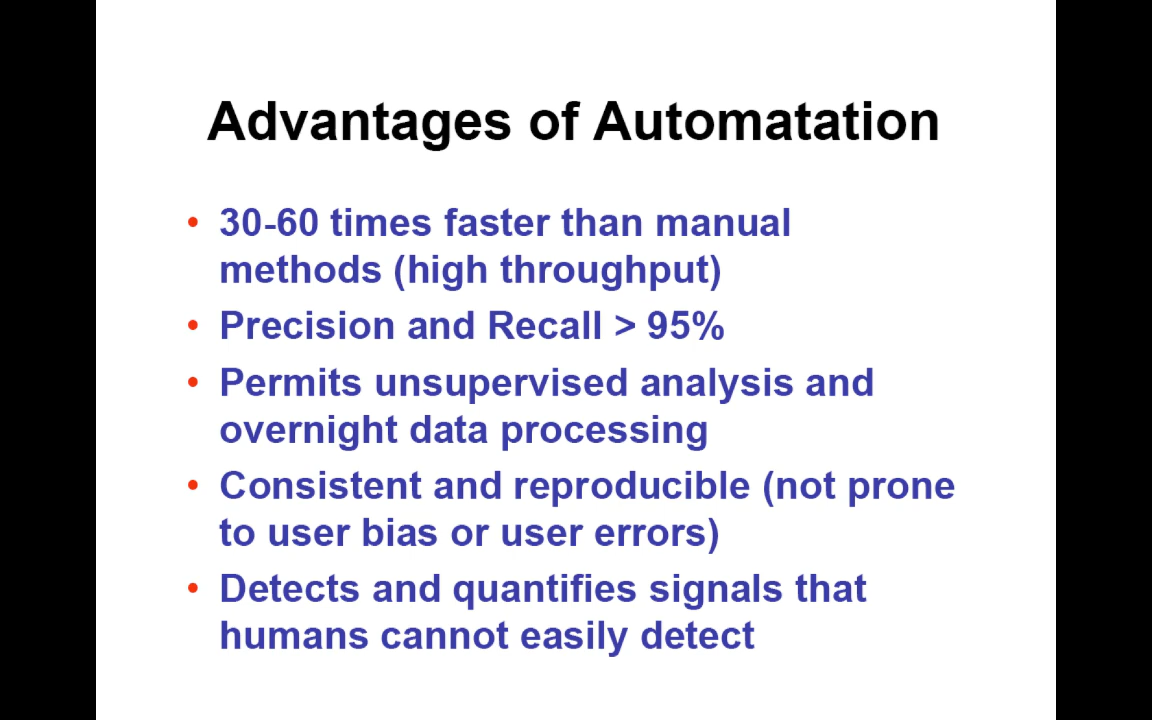 Advantages of Automatation
• 30-60 times faster than manual
methods (high throughput)
• Precision and Recall > 95%
• Permits unsupervised analysis and
overnight data processing
• Consistent and reproducible (not prone
to user bias or user errors)
• Detects and quantifies signals that
humans cannot easily detect